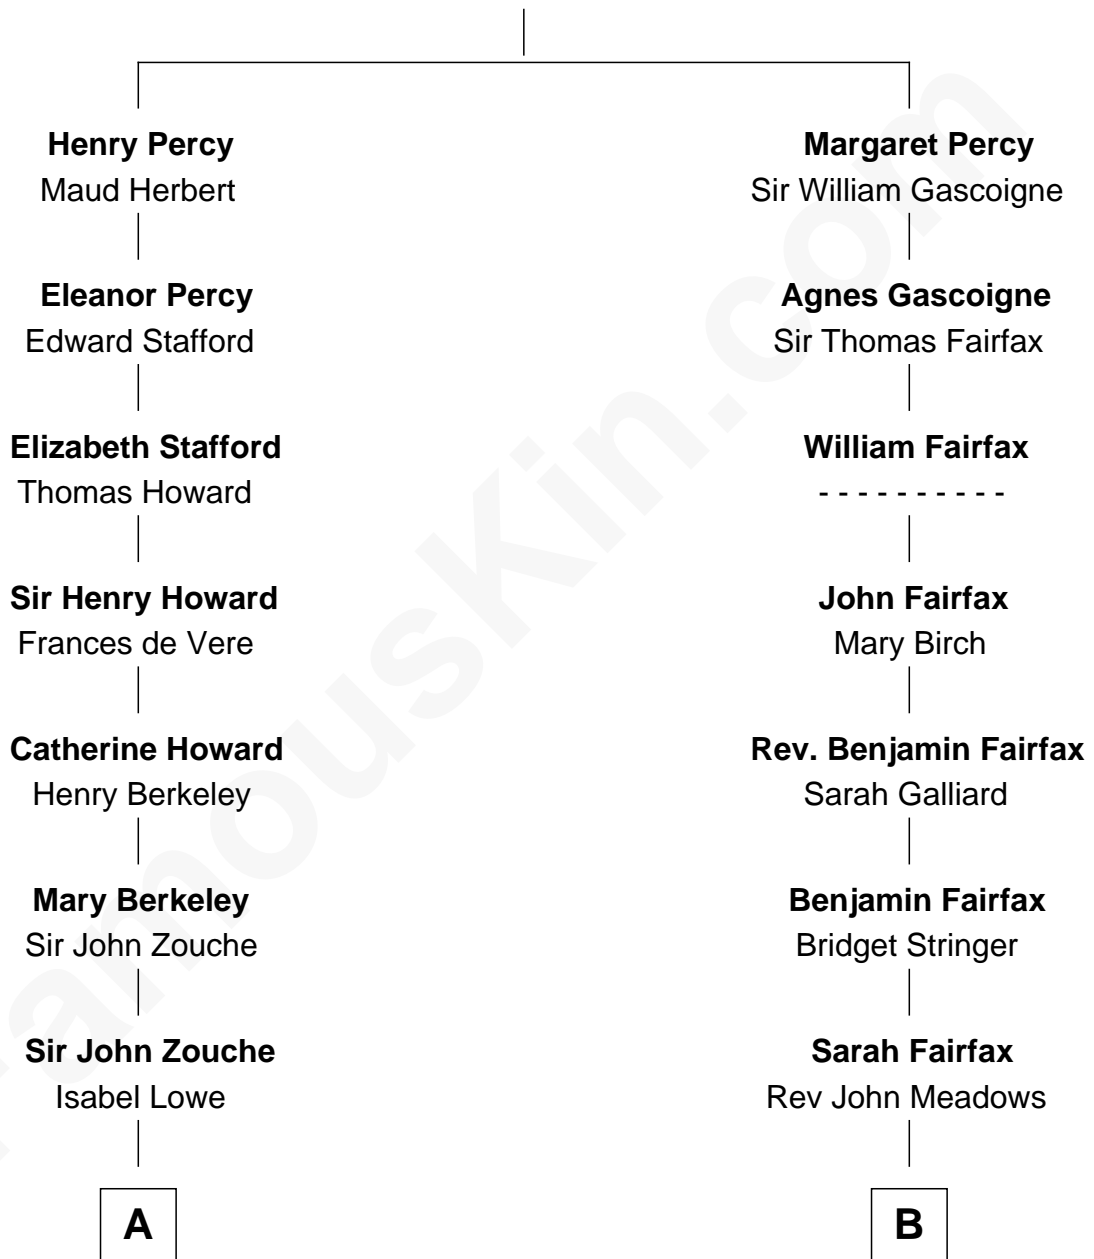 Henry Percy
Maud Herbert
Eleanor Percy
Edward Stafford
Elizabeth Stafford
Thomas Howard
Sir Henry Howard
Frances de Vere
Catherine Howard
Henry Berkeley
Mary Berkeley
Sir John Zouche
Sir John Zouche
Isabel Lowe
A
Margaret Percy
Sir William Gascoigne
Agnes Gascoigne
Sir Thomas Fairfax
William Fairfax
- - - - - - - - - -
John Fairfax
Mary Birch
Rev. Benjamin Fairfax
Sarah Galliard
Benjamin Fairfax
Bridget Stringer
Sarah Fairfax
Rev John Meadows
B
FamousKin.com